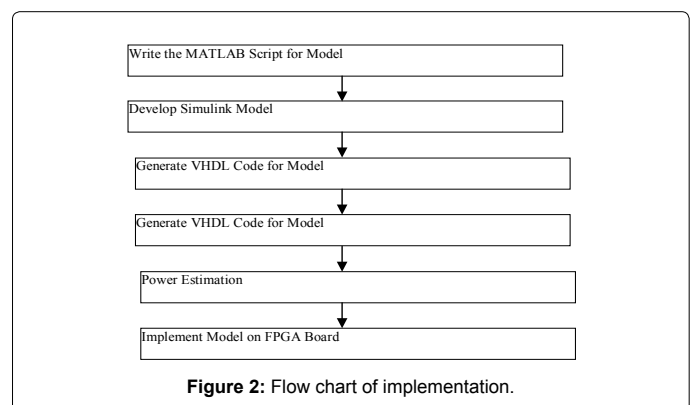 Write the MATLAB Script for Model
Develop Simulink Model
Generate VHDL Code for Model
Generate VHDL Code for Model
Power Estimation
Implement Model on FPGA Board
Figure 2: Flow chart of implementation.